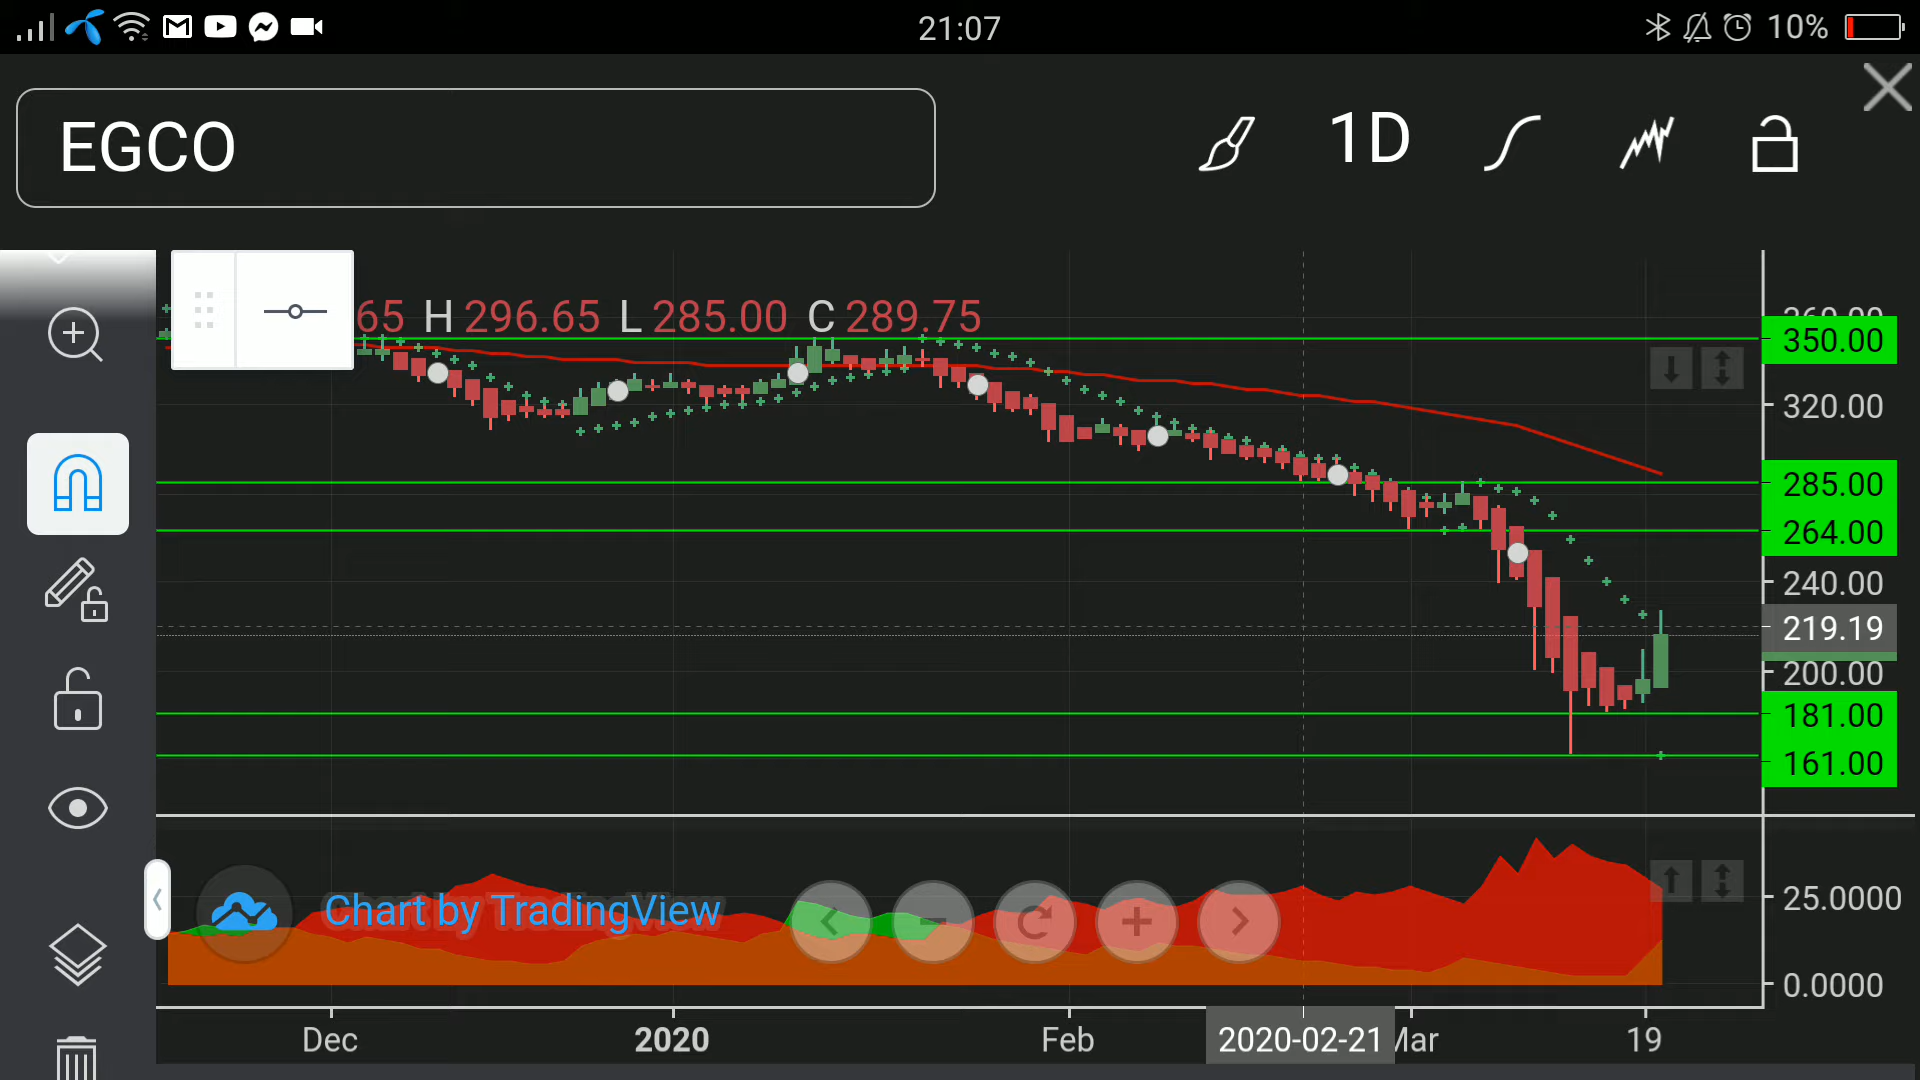 21:07
10%
EGCO
1D
65 H 296.65 L 285.00 C 289.75
350.00
320.00
285.00
264.00
240.00
219.19
200.00
181.00
161.00
Chart by TradingView
25.0000
0.0000
Dec 2020 Feb 2020-02-21 Mar 19